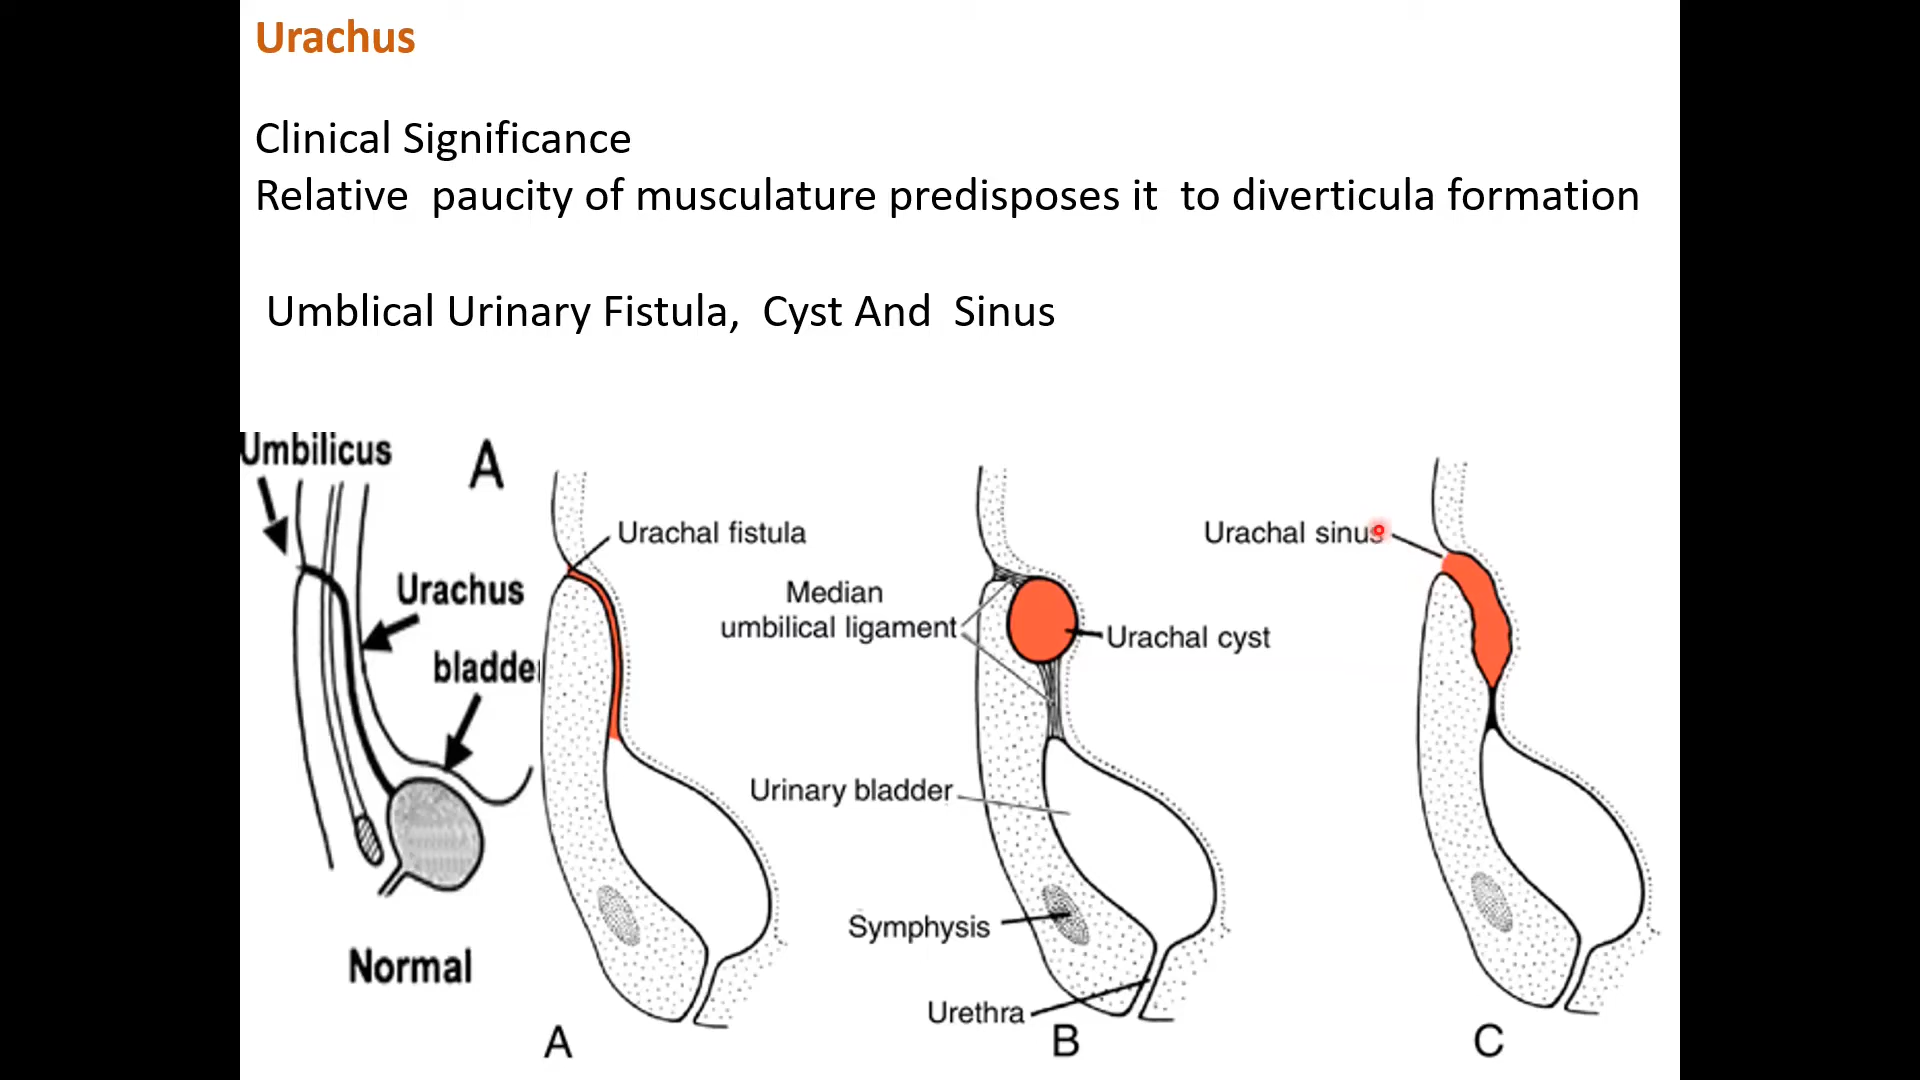 Urachus
Clinical Significance
Relative paucity of musculature predisposes it to diverticula formation
Umblical Urinary Fistula, Cyst And Sinus
Umbilicus
A
Urachus
bladder
Normal
Urachal fistula
A
Median
umbilical ligament
Urachal cyst
Urinary bladder
Symphysis
Urethra
B
Urachal sinus
C